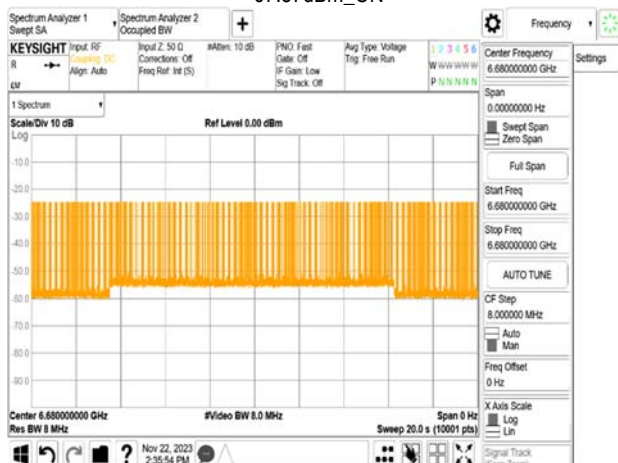 Spectrum Analyzer 1
Swept SA
Spectrum Analyzer 2
Occupied BW
+
Frequency
KEYSIGHT
R
Input: RF
Coupling: DC
Align: Auto
Input Z: 50 Ω
Corrections: Off
Freq Ref: Int (S)
#Atten: 10 dB
PNO: Fast
Gate: Off
IF Gain: Low
Sig Track: Off
Avg Type: Voltage
Trig: Free Run
1 2 3 4 5 6
W W W W W W
P N N N N N
1 Spectrum
Scale/Div 10 dB
Ref Level 0.00 dBm
Log
-10.0
-20.0
-30.0
-40.0
-50.0
-60.0
-80.0
-90.0
Center 6.680000000 GHz
Res BW 8 MHz
#Video BW 8.0 MHz
Span 0 Hz
Sweep 20.0 s (10001 pts)
Center Frequency
6.680000000 GHz
Settings
Span
0.00000000 Hz
Swept Span
Zero Span
Full Span
Start Freq
6.680000000 GHz
Stop Freq
6.680000000 GHz
AUTO TUNE
CF Step
8.000000 MHz
Auto
Man
Freq Offset
0 Hz
X Axis Scale
Log
Lin
Signal Track
?
Nov 22, 2023
2:35:54 PM